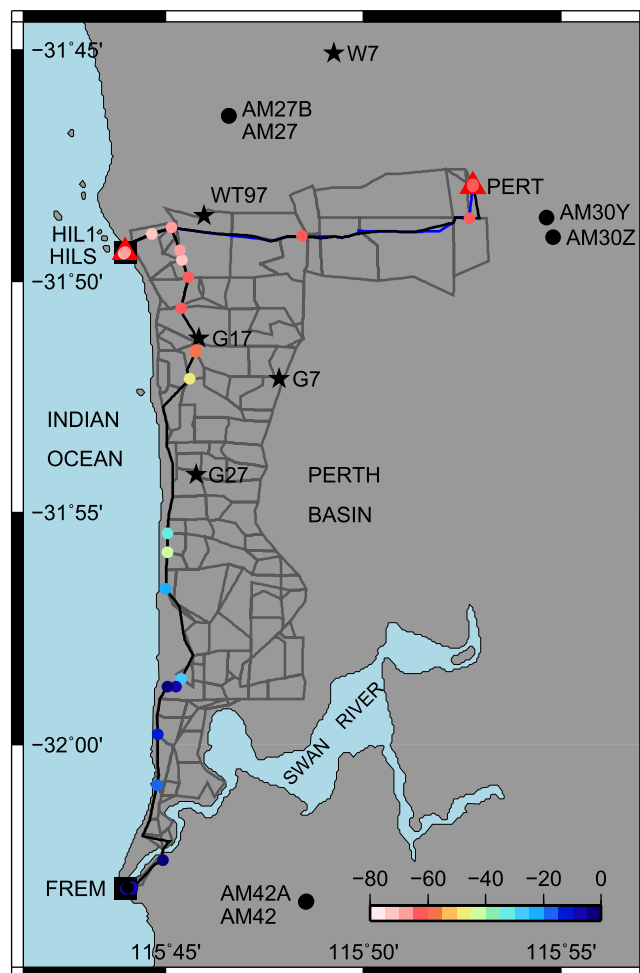 −31˚45'
W7
AM27B
AM27
WT97
PERT
HIL1
HILS
AM30Y
AM30Z
−31˚50'
G17
G7
INDIAN
OCEAN
G27
PERTH
BASIN
−31˚55'
SWAN RIVER
−32˚00'
FREM
AM42A
AM42
−80 −60 −40 −20 0
115˚45' 115˚50' 115˚55'